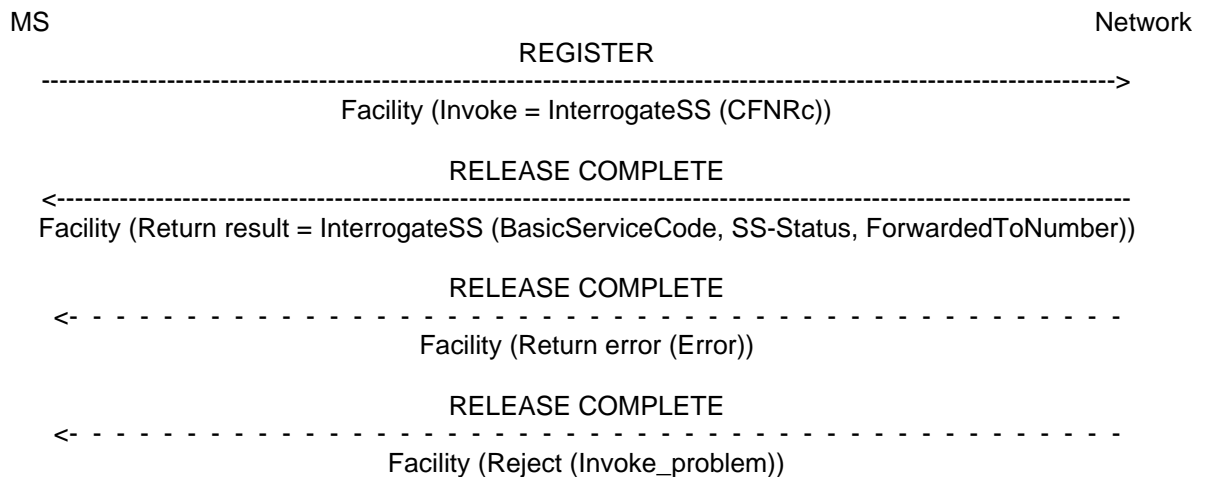 MS Network
REGISTER
Facility (Invoke = InterrogateSS (CFNRc))
RELEASE COMPLETE
Facility (Return result = InterrogateSS (BasicServiceCode, SS-Status, ForwardedToNumber))
RELEASE COMPLETE
Facility (Return error (Error))
RELEASE COMPLETE
Facility (Reject (Invoke_problem))